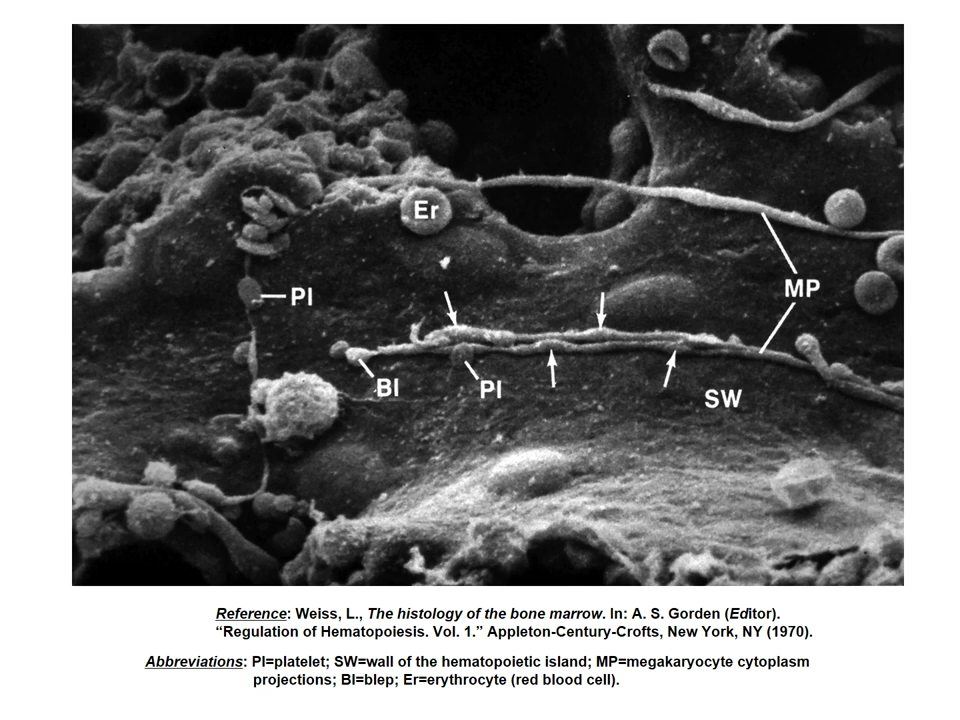 Er
Pl
MP
Bl
Pl
SW
Reference: Weiss, L., The histology of the bone marrow. In: A. S. Gorden (Editor).
“Regulation of Hematopoiesis. Vol. 1.” Appleton-Century-Crofts, New York, NY (1970).
Abbreviations: Pl=platelet; SW=wall of the hematopoietic island; MP=megakaryocyte cytoplasm
projections; Bl=blep; Er=erythrocyte (red blood cell).